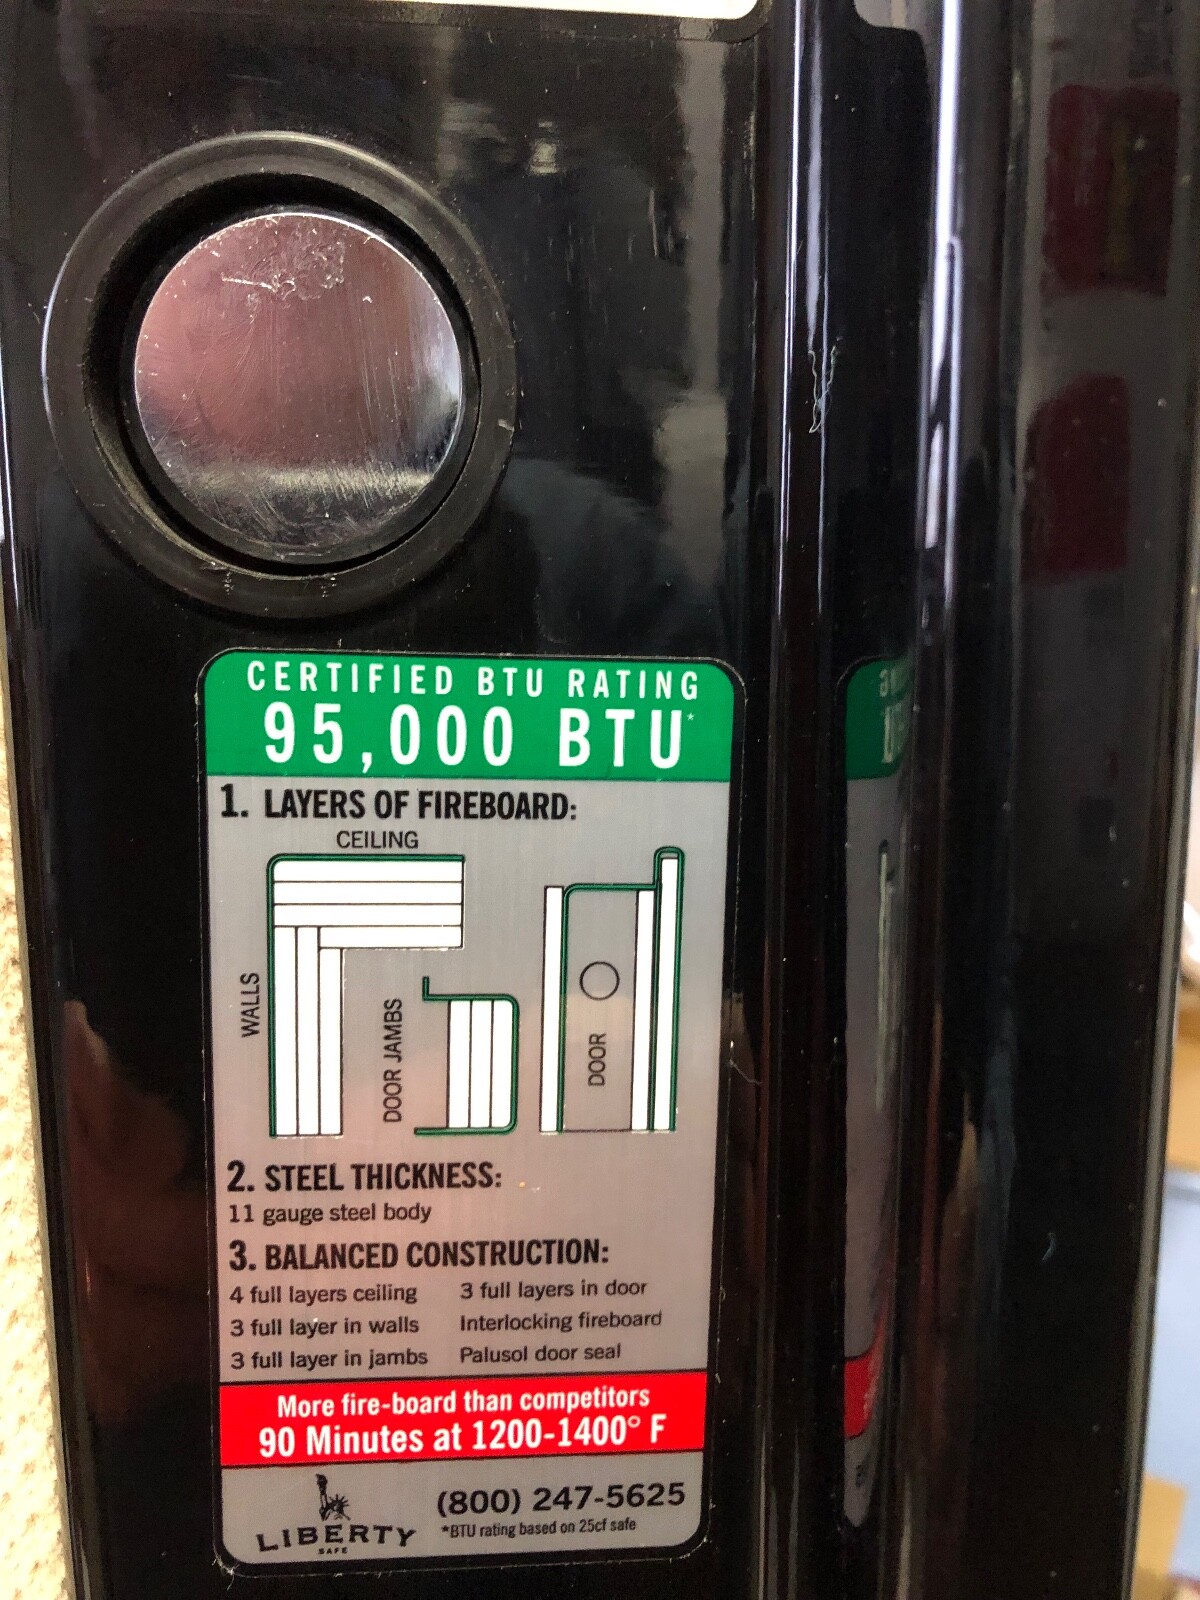 CERTIFIED BTU RATING
95,000 BTU*
1. LAYERS OF FIREBOARD:
CEILING
WALLS
DOOR JAMBS
DOOR
2. STEEL THICKNESS:
11 gauge steel body
3. BALANCED CONSTRUCTION:
4 full layers ceiling 3 full layers in door
3 full layer in walls Interlocking fireboard
3 full layer in jambs Palusol door seal
More fire-board than competitors
90 Minutes at 1200-1400° F
LIBERTY
SAFE
(800) 247-5625
*BTU rating based on 25cf safe